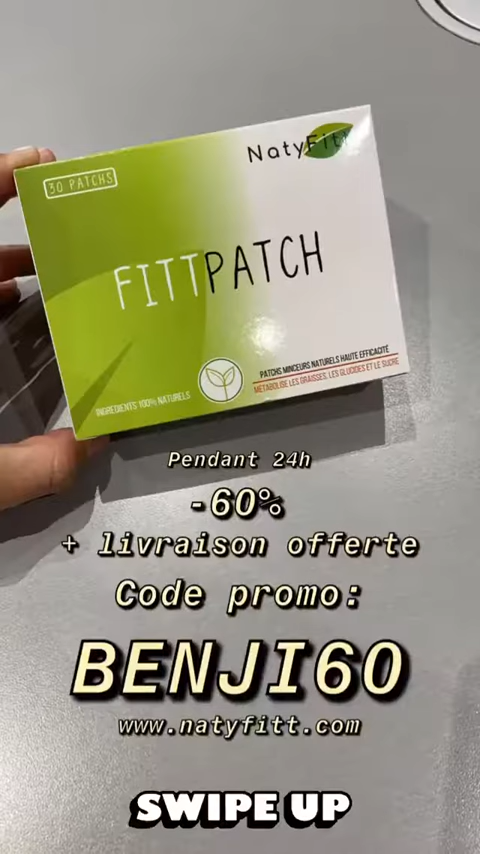 30 PATCHS
NatyFitt
FITTPATCH
INGREDIENTS 100% NATURELS
PATCHS MINCEURS NATURELS HAUTE EFFICACITÉ
MÉTABOLISE LES GRAISSES, LES GLUCIDES ET LE SUCRE
Pendant 24h
-60%
+ livraison offerte
Code promo:
BENJI60
www.natyfitt.com
SWIPE UP